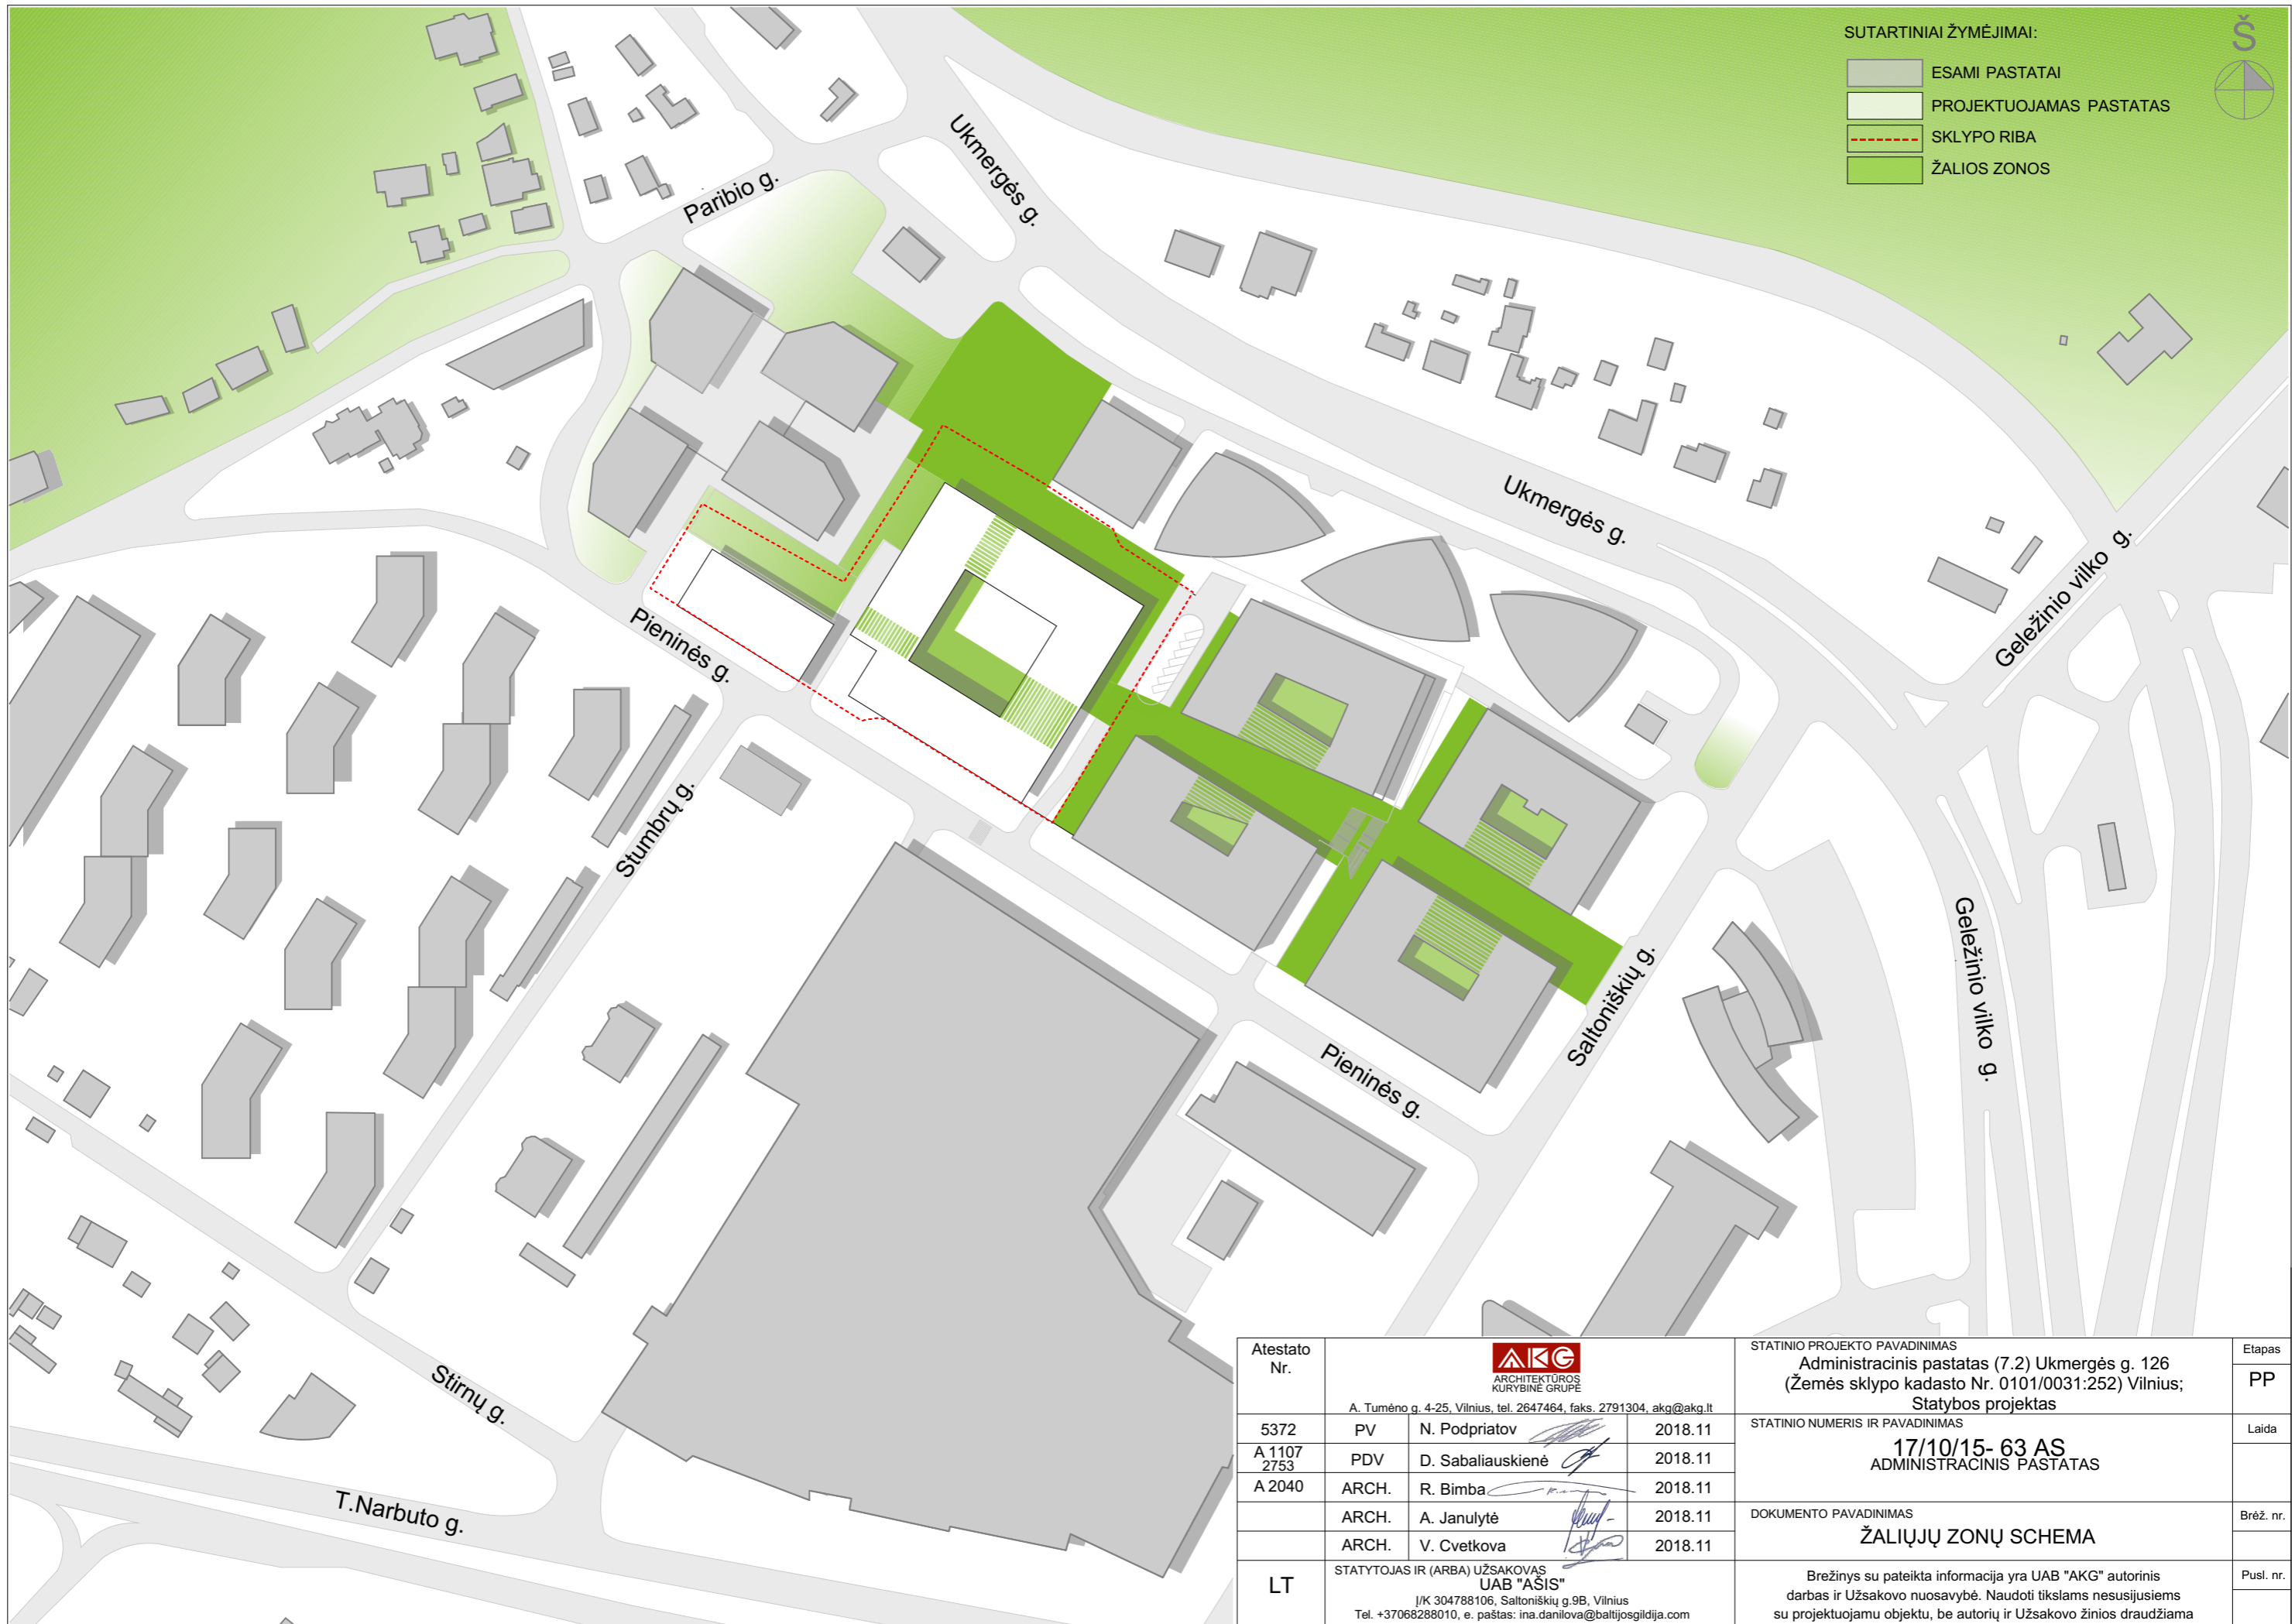 SUTARTINIAI ŽYMĖJIMAI:
Š
ESAMI PASTATAI
PROJEKTUOJAMAS PASTATAS
SKLYPO RIBA
ŽALIOS ZONOS
Ukmergės g.
Paribio g.
Ukmergės g.
Geležinio vilko g.
Pieninės g.
Stumbrų g.
Geležinio vilko g.
Saltoniškių g.
Pieninės g.
Stirnų g.
T.Narbuto g.
Atestato
Nr.
AKG
ARCHITEKTŪROS
KURYBINĖ GRUPĖ
A. Tumėno g. 4-25, Vilnius, tel. 2647464, faks. 2791304, akg@akg.lt
5372 PV N. Podpriatov 2018.11
A 1107
2753
PDV D. Sabaliauskienė 2018.11
A 2040 ARCH. R. Bimba 2018.11
ARCH. A. Janulytė 2018.11
ARCH. V. Cvetkova 2018.11
LT
STATYTOJAS IR (ARBA) UŽSAKOVAS
UAB "AŠIS"
Į/K 304788106, Saltoniškių g.9B, Vilnius
Tel. +37068288010, e. paštas: ina.danilova@baltijosgildija.com
STATINIO PROJEKTO PAVADINIMAS
Administracinis pastatas (7.2) Ukmergės g. 126
(Žemės sklypo kadasto Nr. 0101/0031:252) Vilnius;
Statybos projektas
STATINIO NUMERIS IR PAVADINIMAS
17/10/15- 63 AS
ADMINISTRACINIS PASTATAS
DOKUMENTO PAVADINIMAS
ŽALIŲJŲ ZONŲ SCHEMA
Brežinys su pateikta informacija yra UAB "AKG" autorinis
darbas ir Užsakovo nuosavybė. Naudoti tikslams nesusijusiems
su projektuojamu objektu, be autorių ir Užsakovo žinios draudžiama
Etapas
PP
Laida
Brėž. nr.
Pusl. nr.